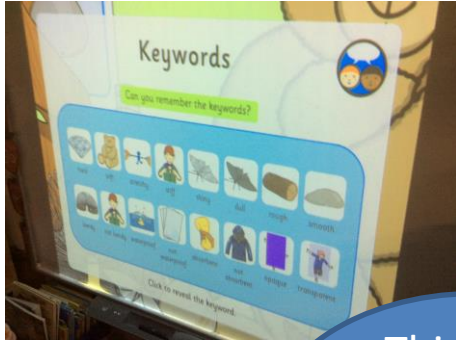 Keywords
Can you remember the keywords?
hard soft stretchy stiff shiny dull rough smooth
bendy not bendy waterproof not waterproof absorbent not absorbent opaque transparent
Click to reveal the keyword.
Thi